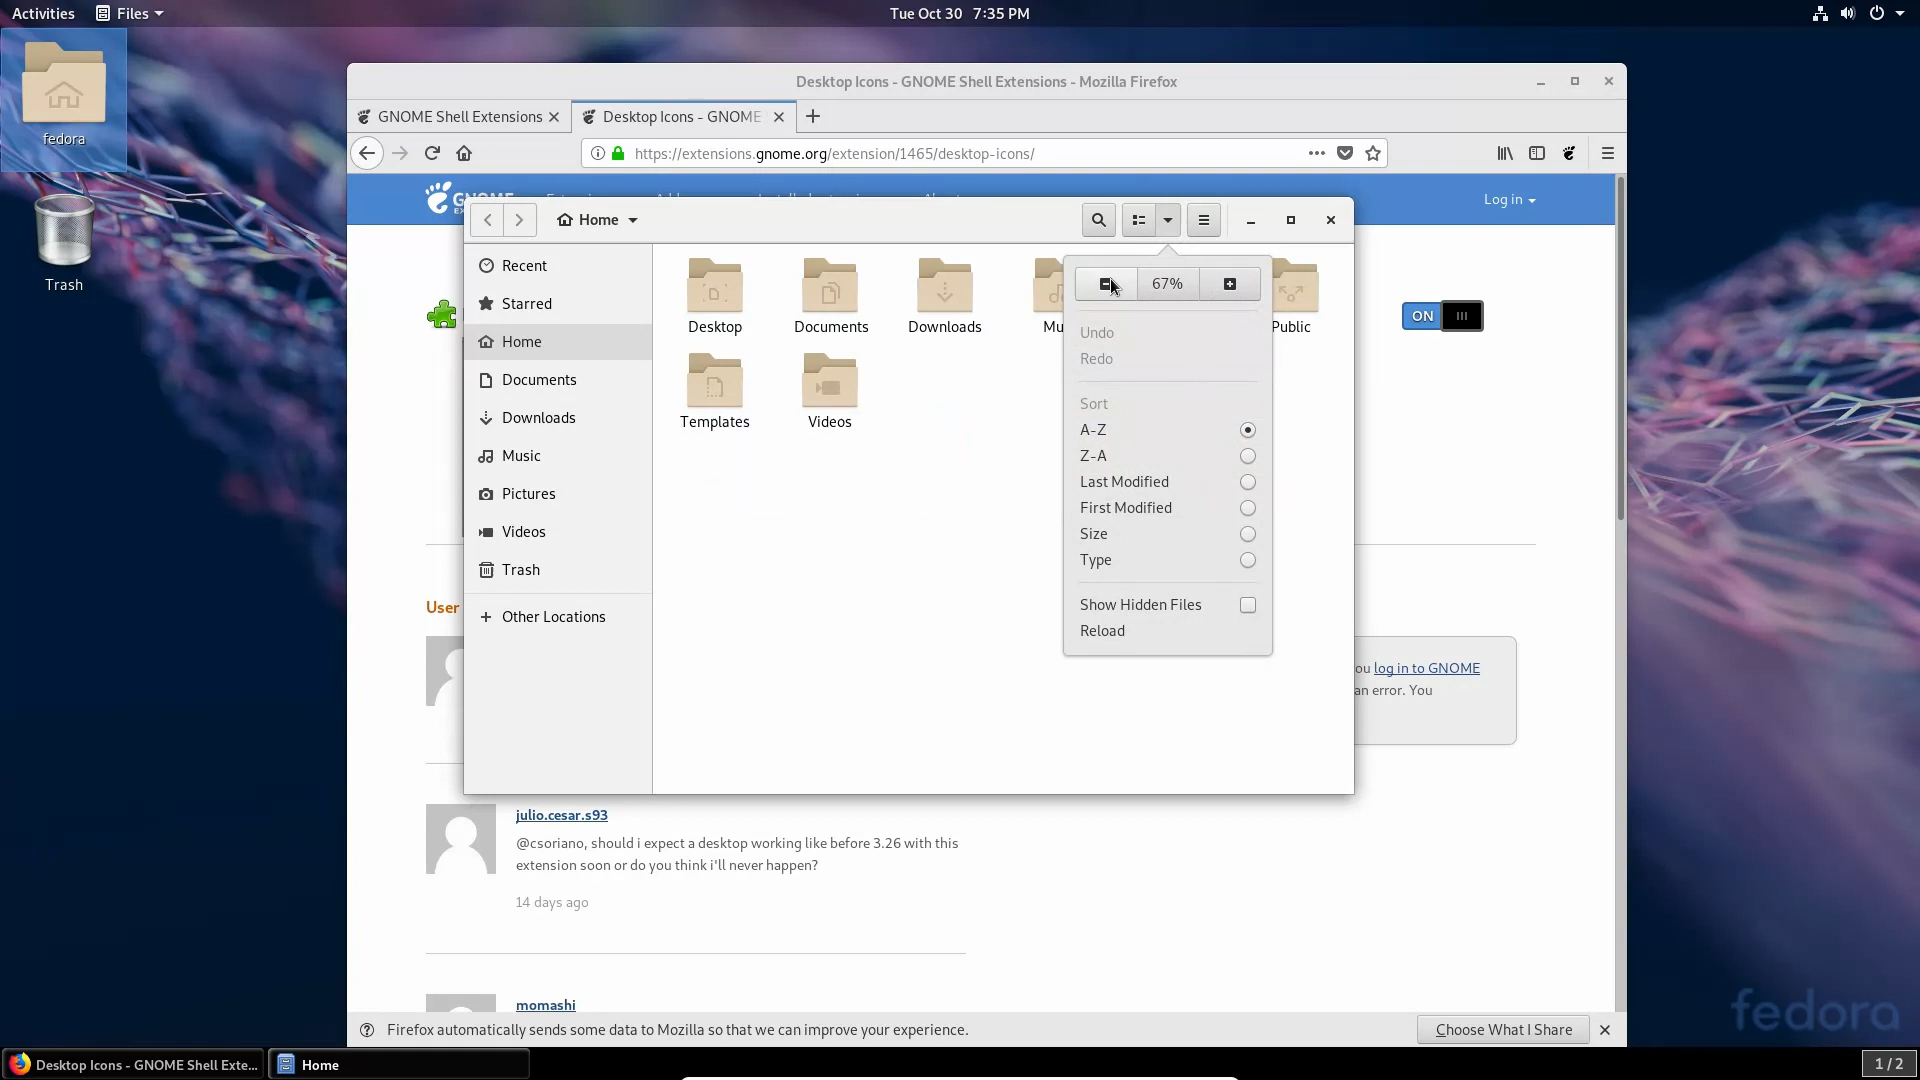 Activities Files Tue Oct 30 7:35 PM
fedora
Trash
Desktop Icons - GNOME Shell Extensions - Mozilla Firefox
GNOME Shell Extensions
Desktop Icons - GNOME
https://extensions.gnome.org/extension/1465/desktop-icons/
Log in
Home
Recent
Starred
Home
Documents
Downloads
Music
Pictures
Videos
Trash
Other Locations
Desktop Documents Downloads Mu Public
Templates Videos
67%
Undo
Redo
Sort
A-Z
Z-A
Last Modified
First Modified
Size
Type
Show Hidden Files
Reload
ON
User
ou log in to GNOME
an error. You
julio.cesar.s93
@csoriano, should i expect a desktop working like before 3.26 with this
extension soon or do you think i'll never happen?
14 days ago
momashi
fedora
Firefox automatically sends some data to Mozilla so that we can improve your experience.
Choose What I Share
Desktop Icons - GNOME Shell Exte...
Home
1 / 2